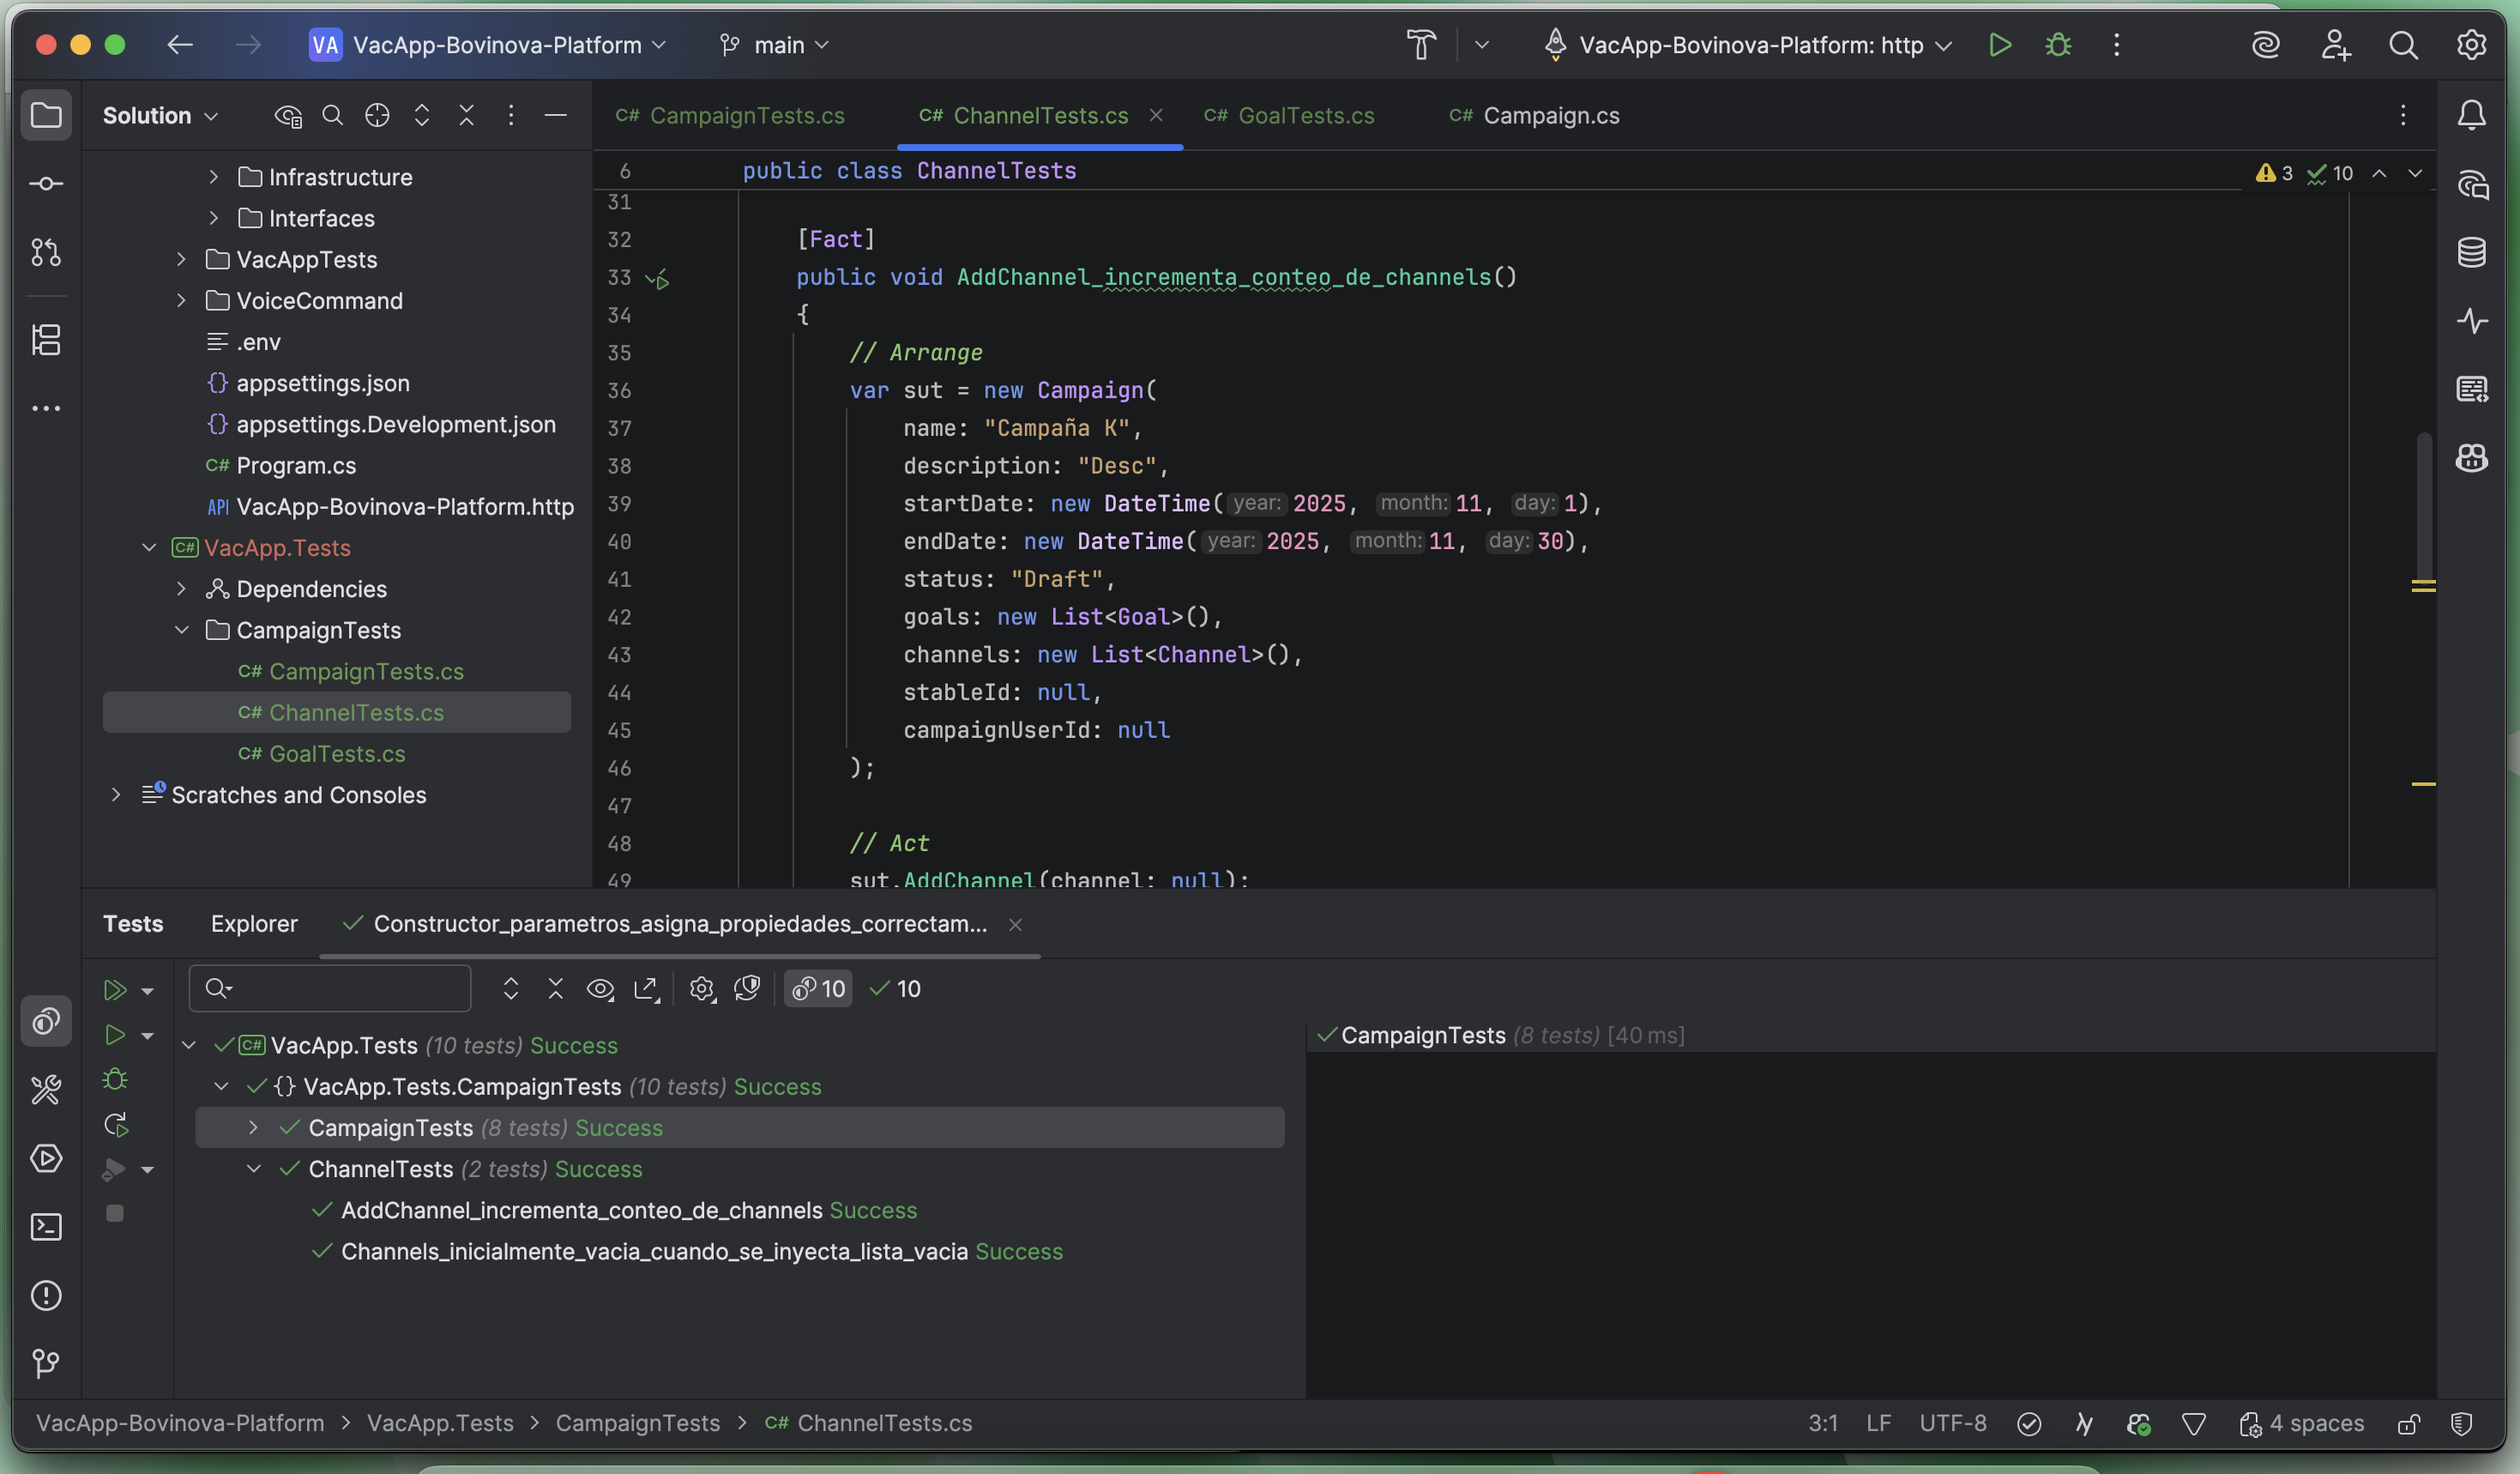 VA VacApp-Bovinova-Platform main VacApp-Bovinova-Platform: http
Solution
Infrastructure
Interfaces
VacAppTests
VoiceCommand
.env
{} appsettings.json
{} appsettings.Development.json
C# Program.cs
API VacApp-Bovinova-Platform.http
C# VacApp.Tests
Dependencies
CampaignTests
C# CampaignTests.cs
C# ChannelTests.cs
C# GoalTests.cs
Scratches and Consoles
C# CampaignTests.cs C# ChannelTests.cs C# GoalTests.cs C# Campaign.cs
6 public class ChannelTests 3 10
31
32 [Fact]
33 public void AddChannel_incrementa_conteo_de_channels()
34 {
35 // Arrange
36 var sut = new Campaign(
37 name: "Campaña K",
38 description: "Desc",
39 startDate: new DateTime( year: 2025, month: 11, day: 1),
40 endDate: new DateTime( year: 2025, month: 11, day: 30),
41 status: "Draft",
42 goals: new List<Goal>(),
43 channels: new List<Channel>(),
44 stableId: null,
45 campaignUserId: null
46 );
47
48 // Act
49 sut.AddChannel(channel: null);
Tests Explorer Constructor_parametros_asigna_propiedades_correctam...
10 10
C# VacApp.Tests (10 tests) Success
{} VacApp.Tests.CampaignTests (10 tests) Success
CampaignTests (8 tests) Success
ChannelTests (2 tests) Success
AddChannel_incrementa_conteo_de_channels Success
Channels_inicialmente_vacia_cuando_se_inyecta_lista_vacia Success
CampaignTests (8 tests) [40 ms]
VacApp-Bovinova-Platform > VacApp.Tests > CampaignTests > C# ChannelTests.cs 3:1 LF UTF-8 4 spaces